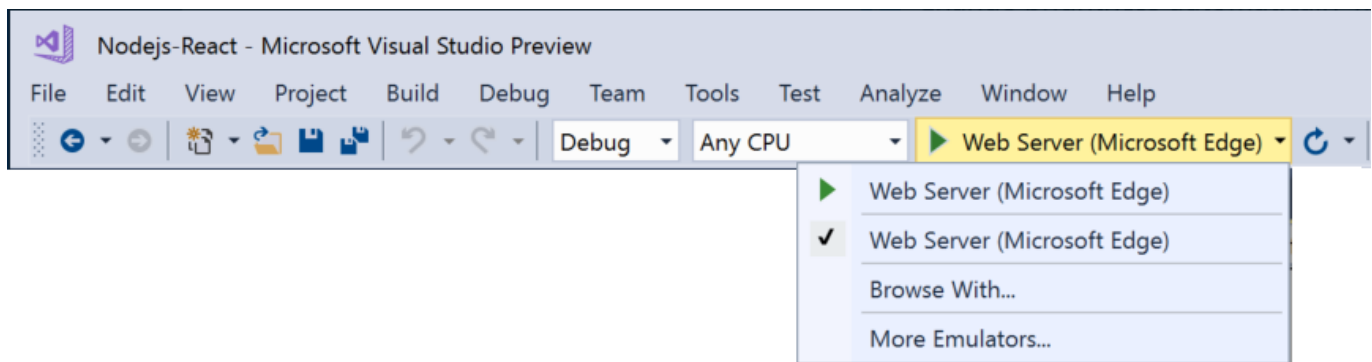 Nodejs-React - Microsoft Visual Studio Preview
File Edit View Project Build Debug Team Tools Test Analyze Window Help
Debug Any CPU Web Server (Microsoft Edge)
Web Server (Microsoft Edge)
Web Server (Microsoft Edge)
Browse With...
More Emulators...